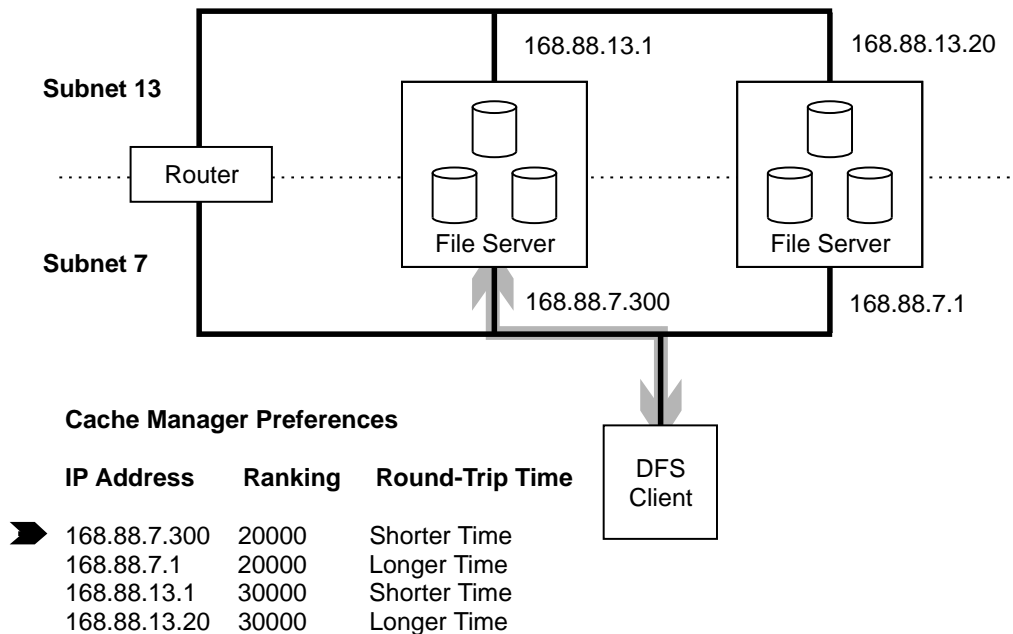 168.88.13.1
168.88.13.20
Subnet 13
Router
File Server
File Server
Subnet 7
168.88.7.300
168.88.7.1
Cache Manager Preferences
IP Address Ranking Round-Trip Time
168.88.7.300 20000 Shorter Time
168.88.7.1 20000 Longer Time
168.88.13.1 30000 Shorter Time
168.88.13.20 30000 Longer Time
DFS
Client